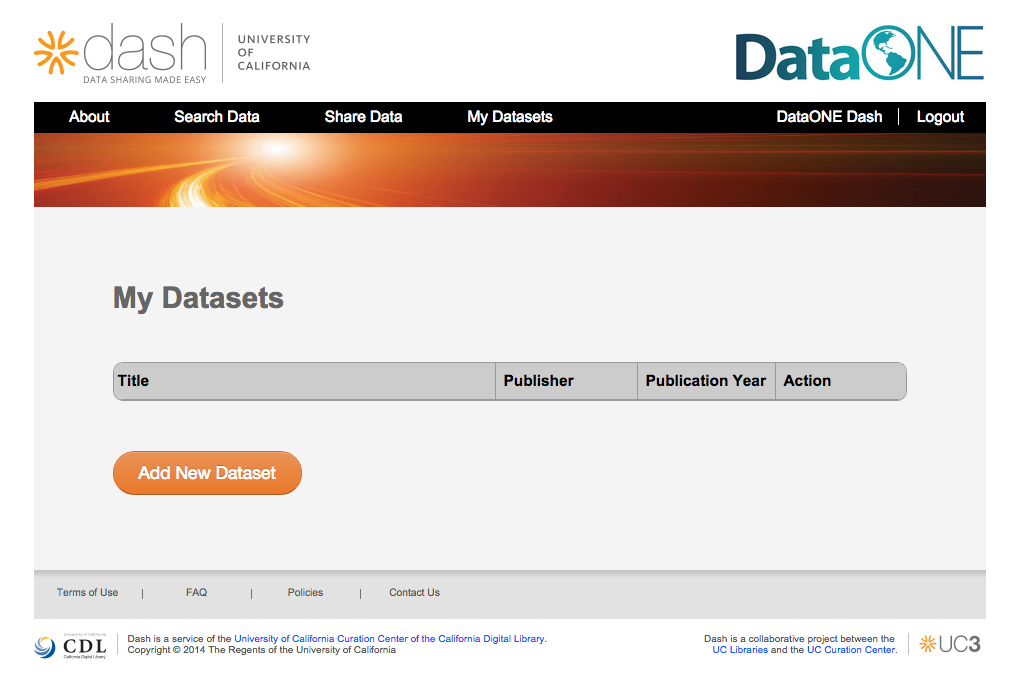 dash
DATA SHARING MADE EASY
UNIVERSITY
OF
CALIFORNIA
DataONE
About Search Data Share Data My Datasets DataONE Dash | Logout
My Datasets
Title Publisher Publication Year Action
Add New Dataset
Terms of Use | FAQ | Policies | Contact Us
University of California
CDL
California Digital Library
Dash is a service of the University of California Curation Center of the California Digital Library.
Copyright © 2014 The Regents of the University of California
Dash is a collaborative project between the
UC Libraries and the UC Curation Center.
UC3